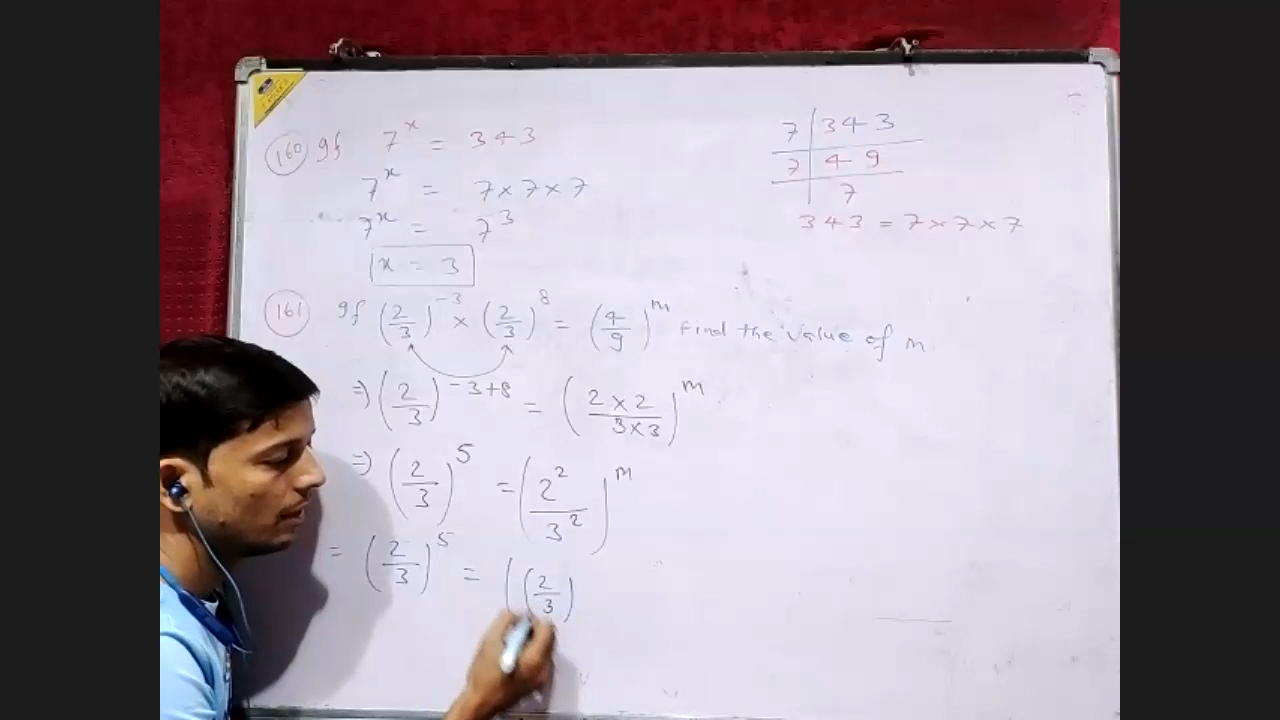 160 If 7^x = 343
7^x = 7×7×7
7^x = 7^3
x = 3
7 | 343
7 | 49
7
343 = 7×7×7
161 If (2/3)^-3 × (2/3)^8 = (4/9)^m Find the value of m
⇒ (2/3)^-3+8 = (2×2/3×3)^m
⇒ (2/3)^5 = (2^2/3^2)^m
= (2/3)^5 = ((2/3)